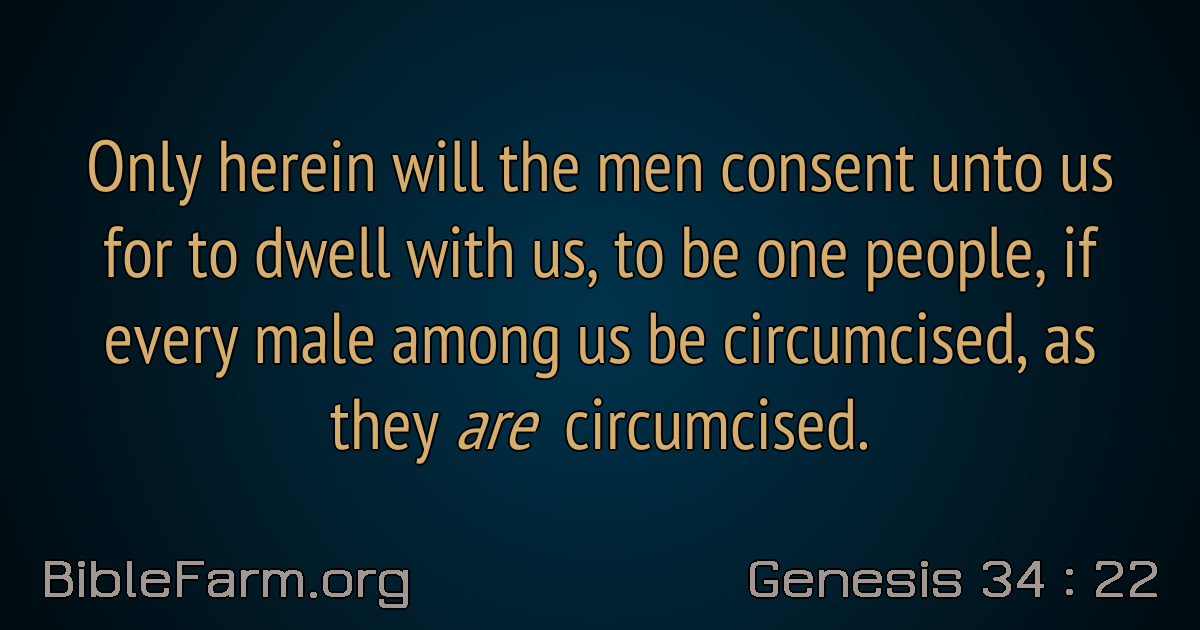 Only herein will the men consent unto us
for to dwell with us, to be one people, if
every male among us be circumcised, as
they are circumcised.
BibleFarm.org
Genesis 34 : 22